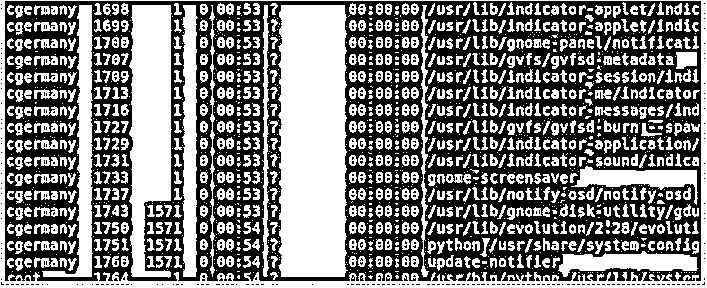 cgermany 1698 1 0 00:53 ? 00:00:00 /usr/lib/indicator-applet/indic
cgermany 1699 1 0 00:53 ? 00:00:00 /usr/lib/indicator-applet/indic
cgermany 1700 1 0 00:53 ? 00:00:00 /usr/lib/gnome-panel/notificati
cgermany 1707 1 0 00:53 ? 00:00:00 /usr/lib/gvfs/gvfsd-metadata
cgermany 1709 1 0 00:53 ? 00:00:00 /usr/lib/indicator-session/indi
cgermany 1713 1 0 00:53 ? 00:00:00 /usr/lib/indicator-me/indicator
cgermany 1716 1 0 00:53 ? 00:00:00 /usr/lib/indicator-messages/ind
cgermany 1727 1 0 00:53 ? 00:00:00 /usr/lib/gvfs/gvfsd-burn --spaw
cgermany 1729 1 0 00:53 ? 00:00:00 /usr/lib/indicator-application/
cgermany 1731 1 0 00:53 ? 00:00:00 /usr/lib/indicator-sound/indica
cgermany 1733 1 0 00:53 ? 00:00:00 gnome-screensaver
cgermany 1737 1 0 00:53 ? 00:00:00 /usr/lib/notify-osd/notify-osd
cgermany 1743 1571 0 00:53 ? 00:00:00 /usr/lib/gnome-disk-utility/gdu
cgermany 1750 1571 0 00:54 ? 00:00:00 /usr/lib/evolution/2.28/evoluti
cgermany 1751 1571 0 00:54 ? 00:00:00 python /usr/share/system-config
cgermany 1760 1571 0 00:54 ? 00:00:00 update-notifier
root 1764 1 0 00:54 ? 00:00:00 /usr/bin/python /usr/lib/system